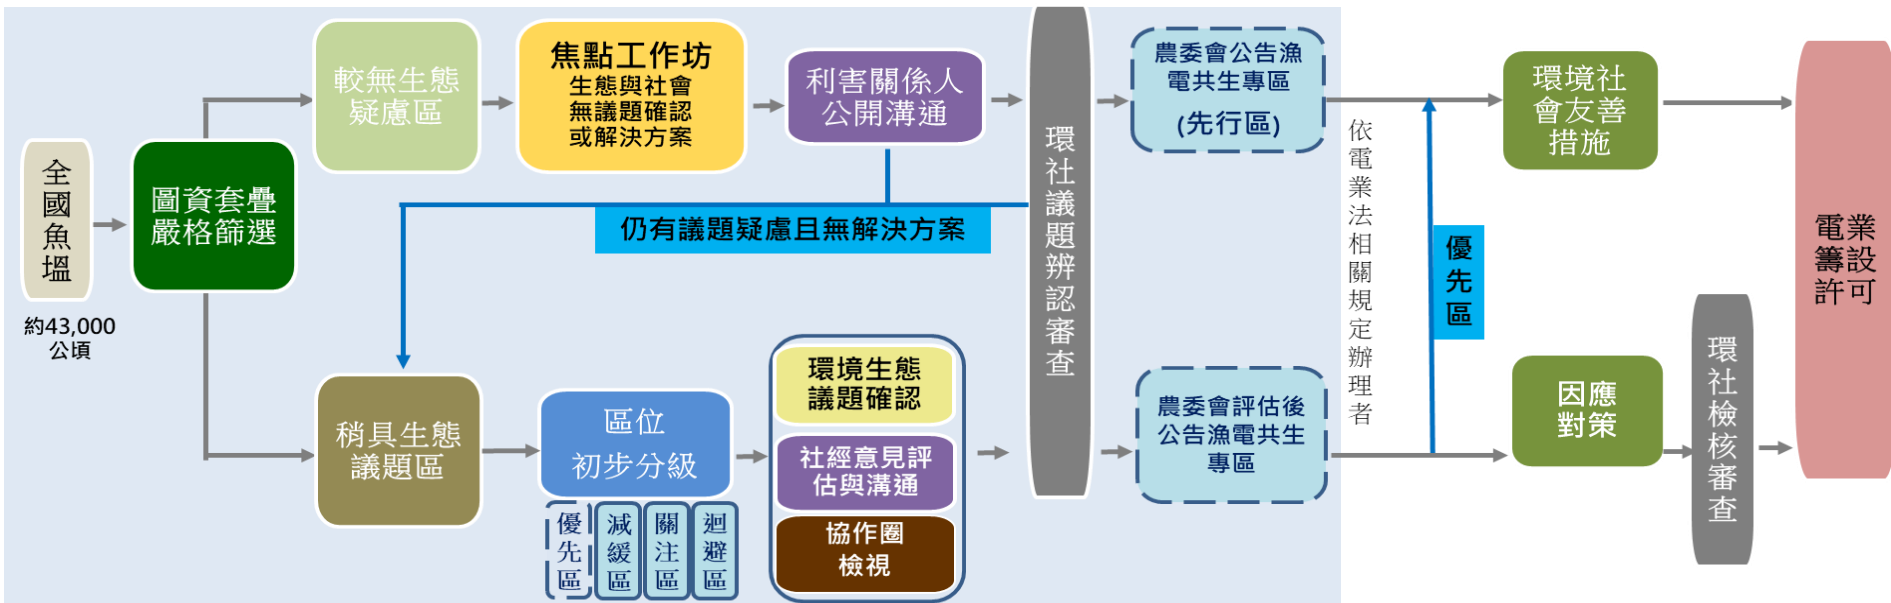 全
國
魚
塭
約43,000
公頃
圖資套疊
嚴格篩選
較無生態
疑慮區
焦點工作坊
生態與社會
無議題確認
或解決方案
利害關係人
公開溝通
仍有議題疑慮且無解決方案
稍具生態
議題區
區位
初步分級
優
先
區
減
緩
區
關
注
區
迴
避
區
環境生態
議題確認
社經意見評
估與溝通
協作圈
檢視
環
社
議
題
辨
認
審
查
農委會公告漁
電共生專區
(先行區)
農委會評估後
公告漁電共生
專區
依
電
業
法
相
關
規
定
辦
理
者
優
先
區
環境社
會友善
措施
因應
對策
環
社
檢
核
審
查
電業
籌設
許可